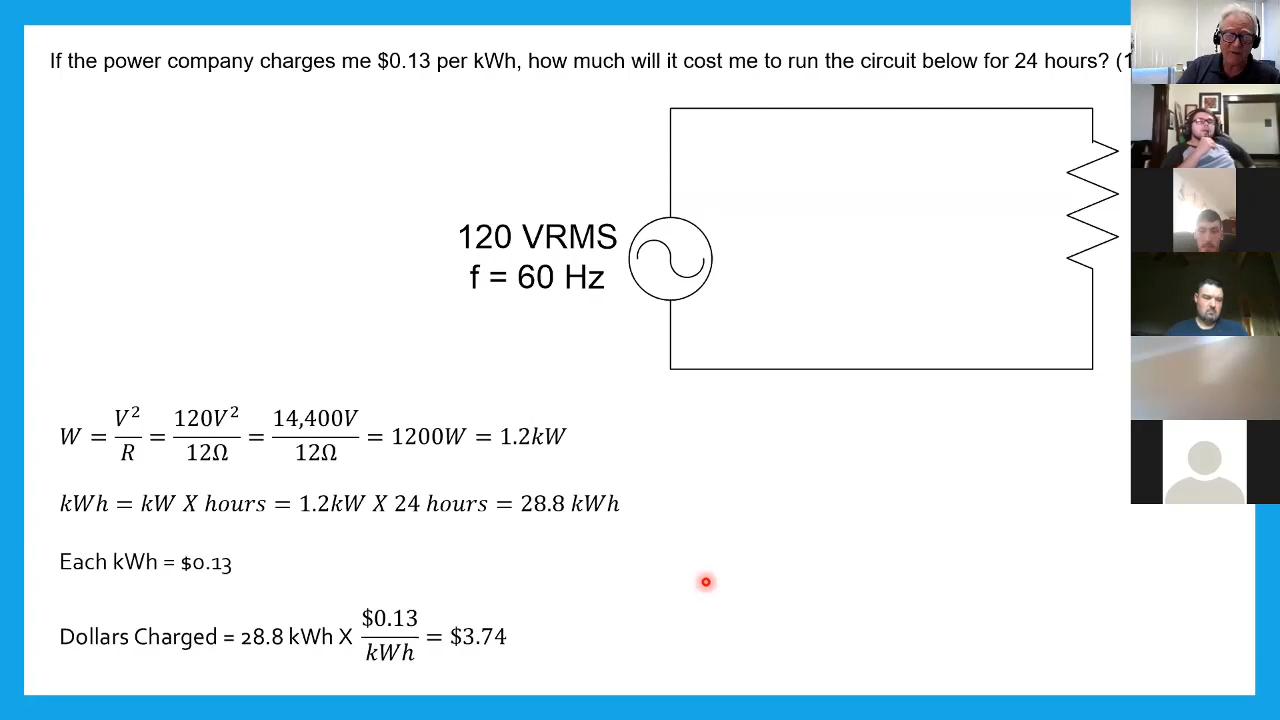 If the power company charges me $0.13 per kWh, how much will it cost me to run the circuit below for 24 hours? (1
120 VRMS
f = 60 Hz
W = V²/R = 120V²/12Ω = 14,400V/12Ω = 1200W = 1.2kW
kWh = kW X hours = 1.2kW X 24 hours = 28.8 kWh
Each kWh = $0.13
Dollars Charged = 28.8 kWh X $0.13/kWh = $3.74